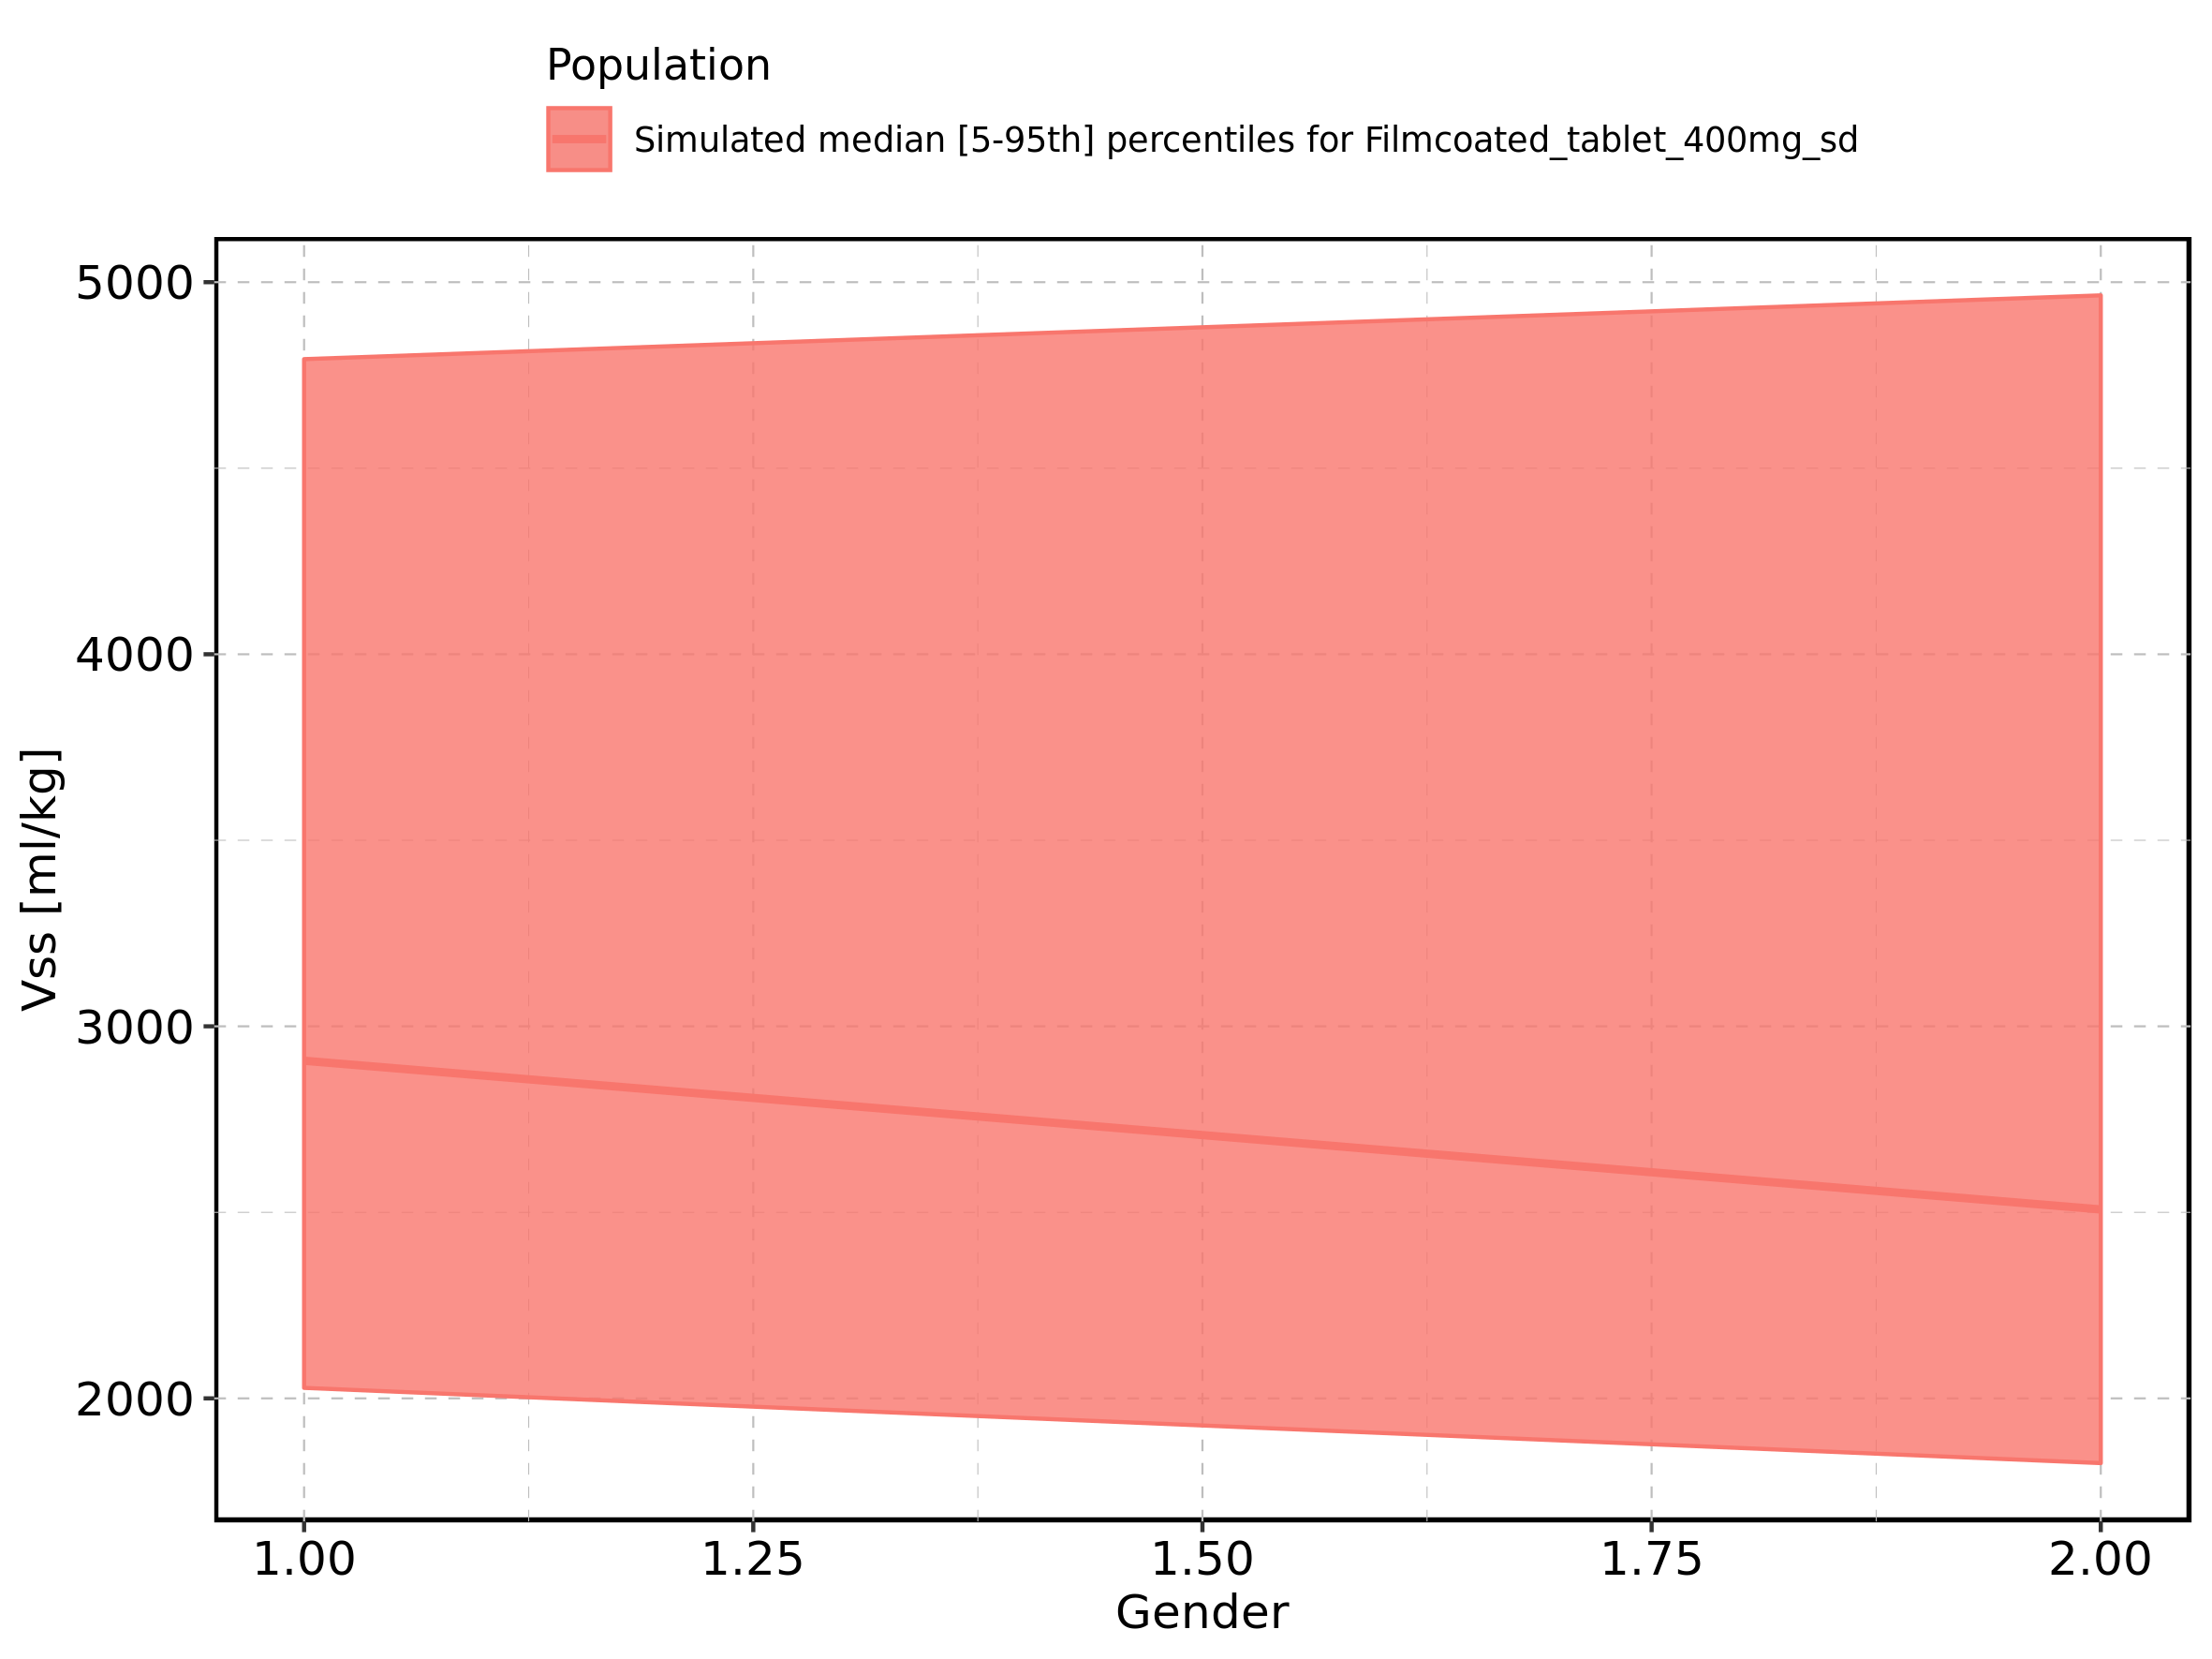 Population
Simulated median [5-95th] percentiles for Filmcoated_tablet_400mg_sd
5000
4000
3000
2000
Vss [ml/kg]
1.00 1.25 1.50 1.75 2.00
Gender